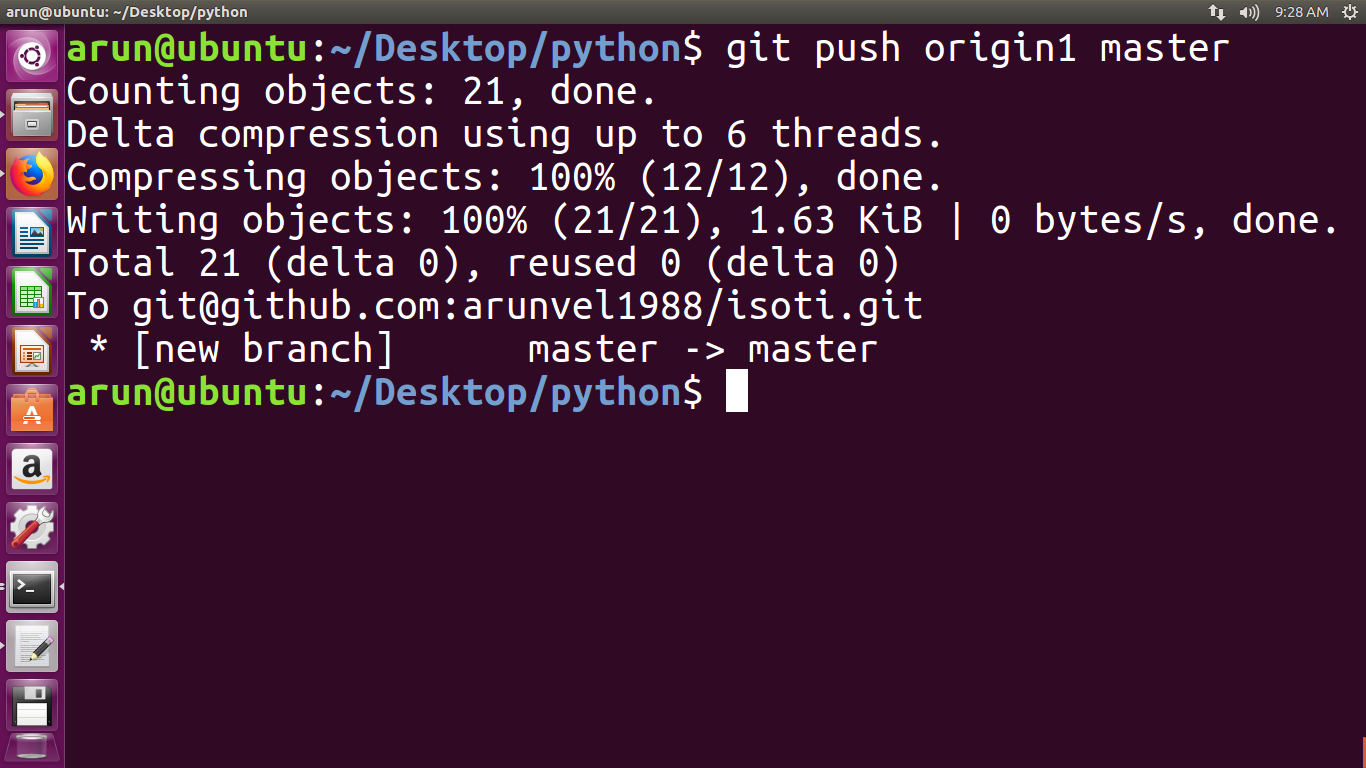 arun@ubuntu: ~/Desktop/python
9:28 AM
arun@ubuntu:~/Desktop/python$ git push origin1 master
Counting objects: 21, done.
Delta compression using up to 6 threads.
Compressing objects: 100% (12/12), done.
Writing objects: 100% (21/21), 1.63 KiB | 0 bytes/s, done.
Total 21 (delta 0), reused 0 (delta 0)
To git@github.com:arunvel1988/isoti.git
 * [new branch]      master -> master
arun@ubuntu:~/Desktop/python$